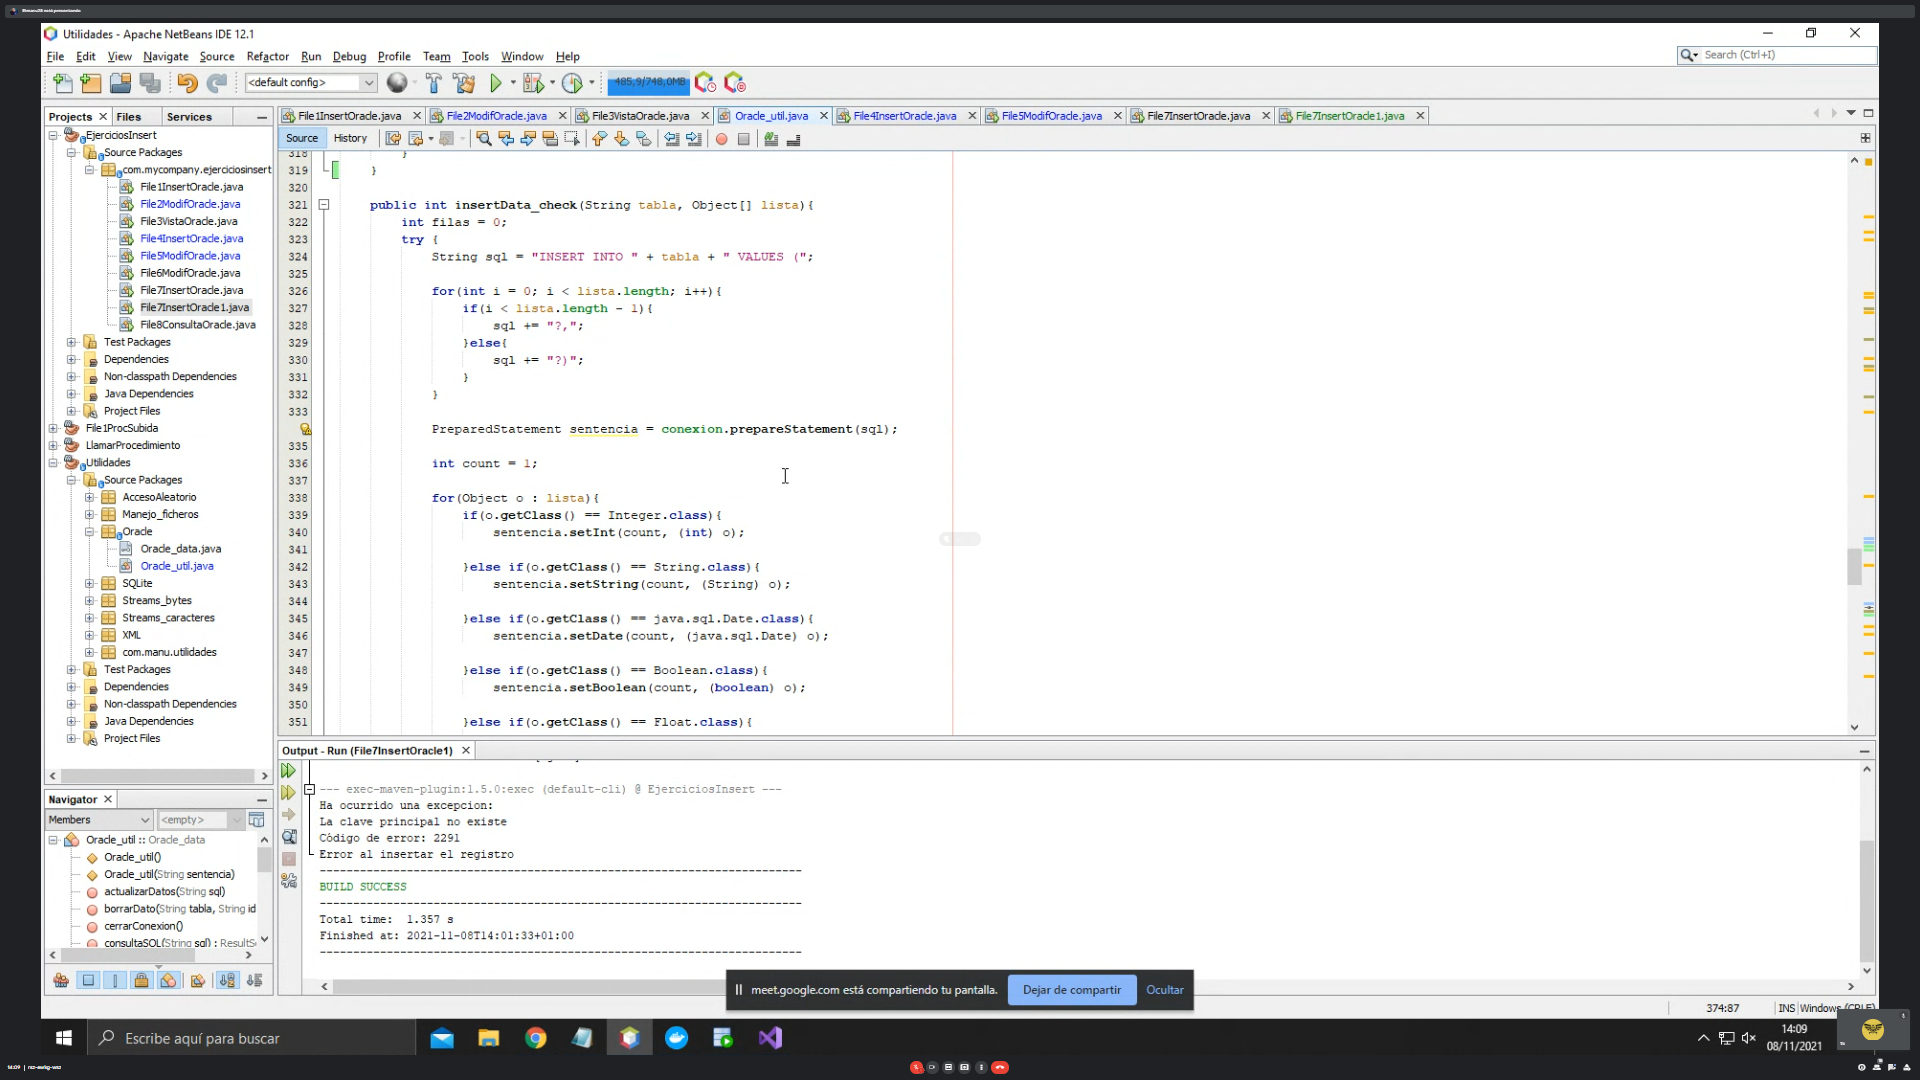 Utilidades - Apache NetBeans IDE 12.1
File Edit View Navigate Source Refactor Run Debug Profile Team Tools Window Help
Search (Ctrl+I)
<default config>
485,9/748,0MB
Projects Files Services
File1InsertOracle.java File2ModifOracle.java File3VistaOracle.java Oracle_util.java File4InsertOracle.java File5ModifOracle.java File7InsertOracle.java File7InsertOracle1.java
Source History
EjerciciosInsert
Source Packages
com.mycompany.ejerciciosinsert
File1InsertOracle.java
File2ModifOracle.java
File3VistaOracle.java
File4InsertOracle.java
File5ModifOracle.java
File6ModifOracle.java
File7InsertOracle.java
File7InsertOracle1.java
File8ConsultaOracle.java
Test Packages
Dependencies
Non-classpath Dependencies
Java Dependencies
Project Files
File1ProcSubida
LlamarProcedimiento
Utilidades
Source Packages
AccesoAleatorio
Manejo_ficheros
Oracle
Oracle_data.java
Oracle_util.java
SQLite
Streams_bytes
Streams_caracteres
XML
com.manu.utilidades
Test Packages
Dependencies
Non-classpath Dependencies
Java Dependencies
Project Files
318 }
319 }
320
321 public int insertData_check(String tabla, Object[] lista){
322 int filas = 0;
323 try {
324 String sql = "INSERT INTO " + tabla + " VALUES (";
325
326 for(int i = 0; i < lista.length; i++){
327 if(i < lista.length - 1){
328 sql += "?,";
329 }else{
330 sql += "?)";
331 }
332 }
333
PreparedStatement sentencia = conexion.prepareStatement(sql);
335
336 int count = 1;
337
338 for(Object o : lista){
339 if(o.getClass() == Integer.class){
340 sentencia.setInt(count, (int) o);
341
342 }else if(o.getClass() == String.class){
343 sentencia.setString(count, (String) o);
344
345 }else if(o.getClass() == java.sql.Date.class){
346 sentencia.setDate(count, (java.sql.Date) o);
347
348 }else if(o.getClass() == Boolean.class){
349 sentencia.setBoolean(count, (boolean) o);
350
351 }else if(o.getClass() == Float.class){
Navigator
Members <empty>
Oracle_util :: Oracle_data
Oracle_util()
Oracle_util(String sentencia)
actualizarDatos(String sql)
borrarDato(String tabla, String id
cerrarConexion()
consultaSQL(String sql) : ResultSe
Output - Run (File7InsertOracle1)
--- exec-maven-plugin:1.5.0:exec (default-cli) @ EjerciciosInsert ---
Ha ocurrido una excepcion:
La clave principal no existe
Código de error: 2291
Error al insertar el registro
------------------------------------------------------------------------
BUILD SUCCESS
------------------------------------------------------------------------
Total time: 1.357 s
Finished at: 2021-11-08T14:01:33+01:00
------------------------------------------------------------------------
meet.google.com está compartiendo tu pantalla. Dejar de compartir Ocultar
374:87 INS Windows (CRLF)
Escribe aquí para buscar
14:09
08/11/2021